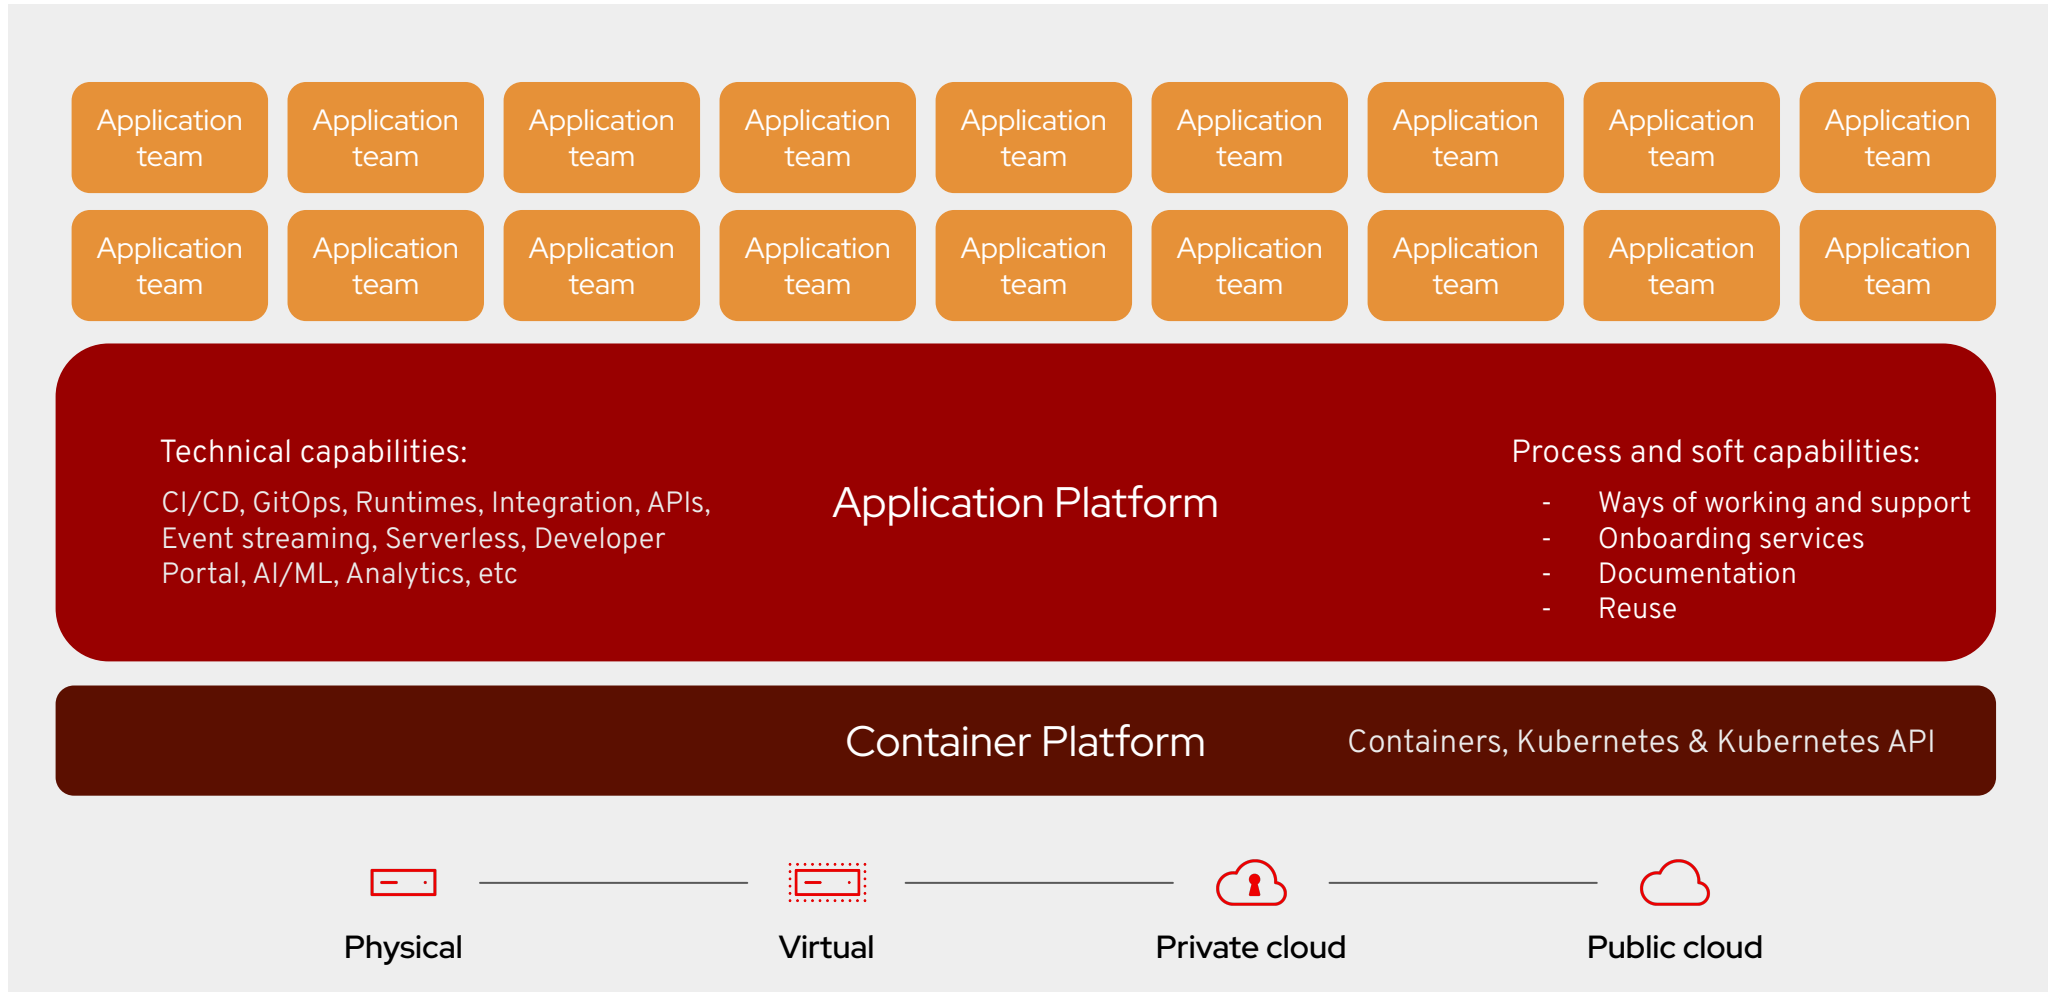 Application
team
Application
team
Application
team
Application
team
Application
team
Application
team
Application
team
Application
team
Application
team
Application
team
Application
team
Application
team
Application
team
Application
team
Application
team
Application
team
Application
team
Application
team
Technical capabilities:
CI/CD, GitOps, Runtimes, Integration, APIs,
Event streaming, Serverless, Developer
Portal, AI/ML, Analytics, etc
Application Platform
Process and soft capabilities:
- Ways of working and support
- Onboarding services
- Documentation
- Reuse
Container Platform
Containers, Kubernetes & Kubernetes API
Physical
Virtual
Private cloud
Public cloud